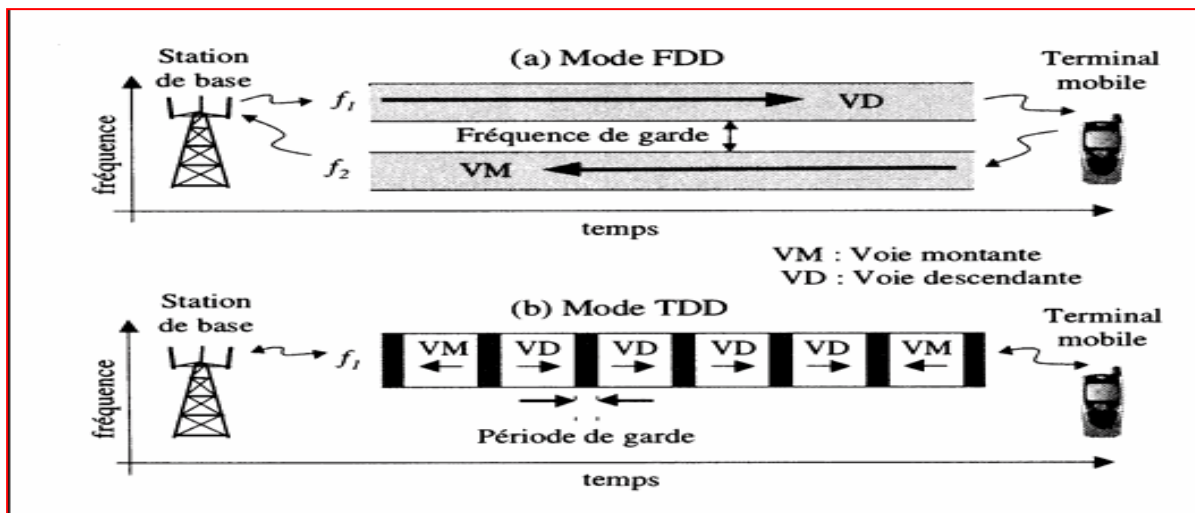 (a) Mode FDD
Station
de base
Terminal
mobile
fréquence
f1
VD
Fréquence de garde
f2
VM
temps
VM : Voie montante
VD : Voie descendante
(b) Mode TDD
Station
de base
Terminal
mobile
fréquence
f1
VM VD VD VD VD VM
Période de garde
temps